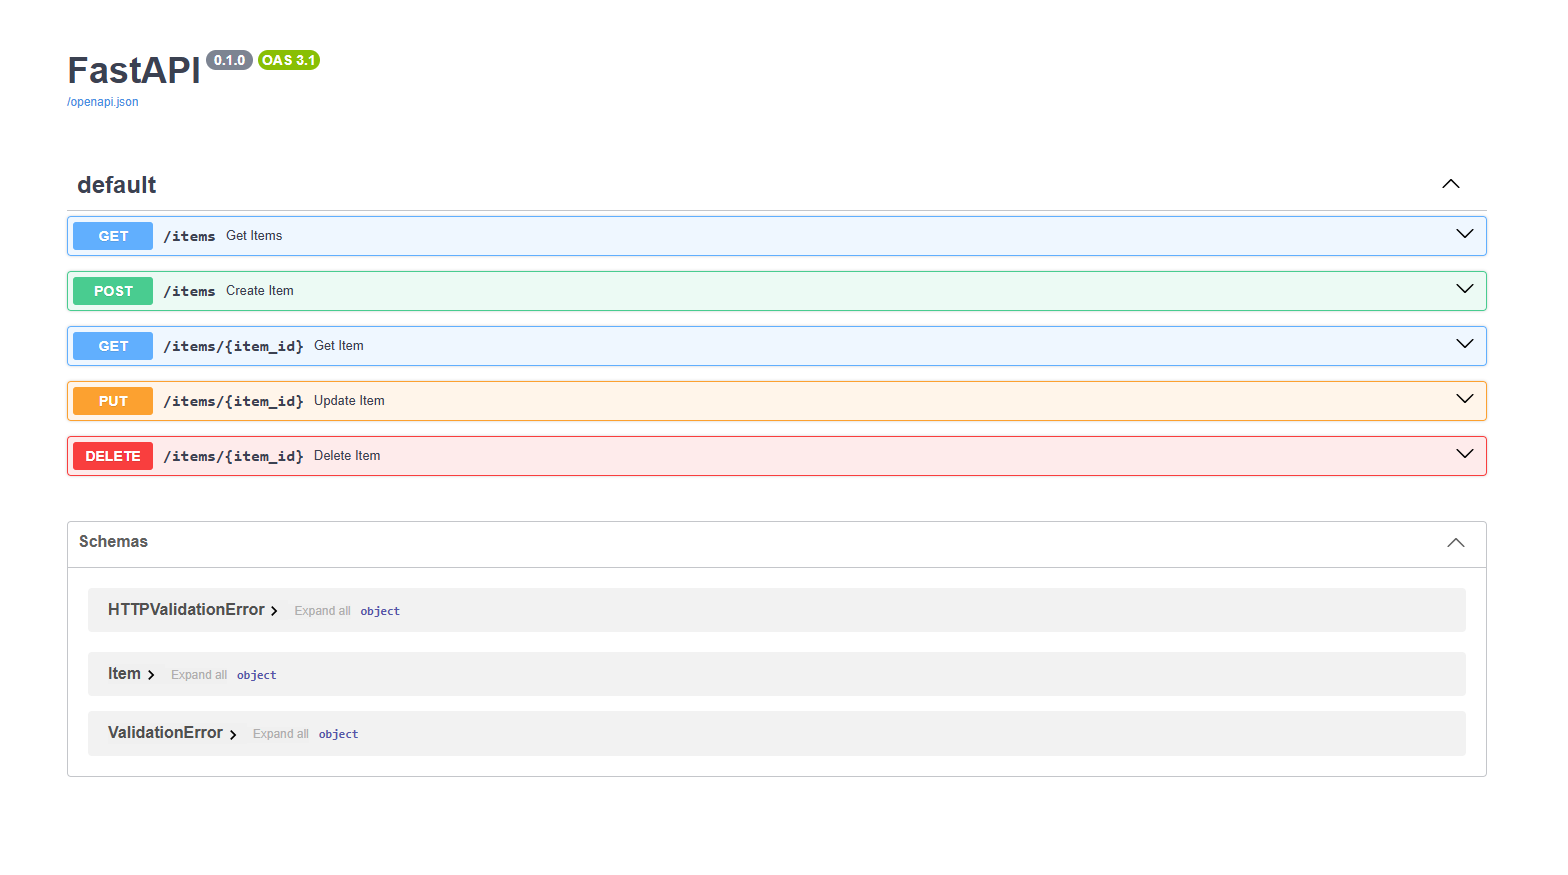 FastAPI 0.1.0 OAS 3.1
/openapi.json
default
GET /items Get Items
POST /items Create Item
GET /items/{item_id} Get Item
PUT /items/{item_id} Update Item
DELETE /items/{item_id} Delete Item
Schemas
HTTPValidationError Expand all object
Item Expand all object
ValidationError Expand all object